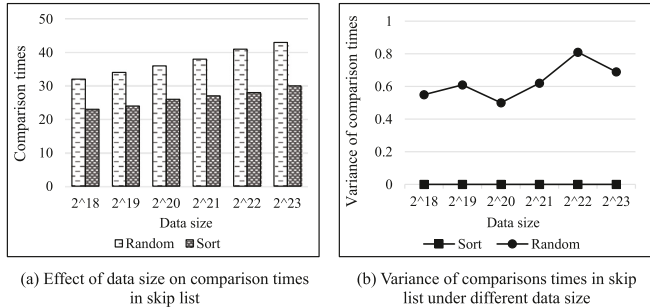 50
40
30
20
10
0
Comparison times
2^18 2^19 2^20 2^21 2^22 2^23
Data size
Random Sort
(a) Effect of data size on comparison times
in skip list
1
0.8
0.6
0.4
0.2
0
Variance of comparison times
2^18 2^19 2^20 2^21 2^22 2^23
Data size
Sort Random
(b) Variance of comparisons times in skip
list under different data size